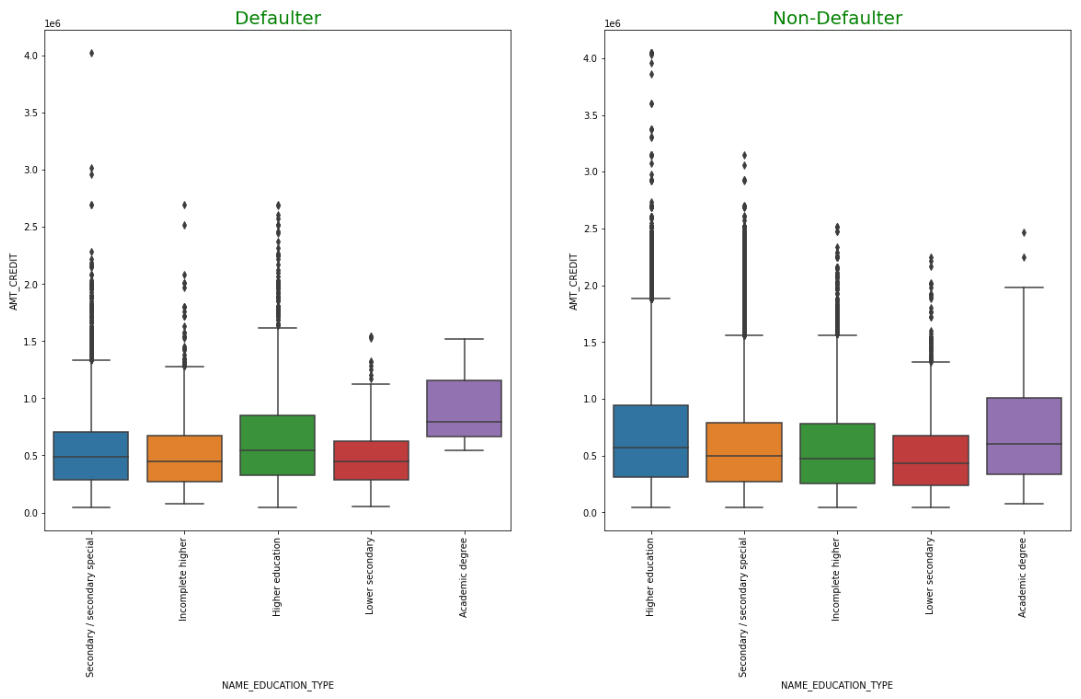 Defaulter
1e6
4.0
3.5
3.0
2.5
2.0
1.5
1.0
0.5
0.0
AMT_CREDIT
Secondary / secondary special
Incomplete higher
Higher education
Lower secondary
Academic degree
NAME_EDUCATION_TYPE
Non-Defaulter
1e6
4.0
3.5
3.0
2.5
2.0
1.5
1.0
0.5
0.0
AMT_CREDIT
Higher education
Secondary / secondary special
Incomplete higher
Lower secondary
Academic degree
NAME_EDUCATION_TYPE